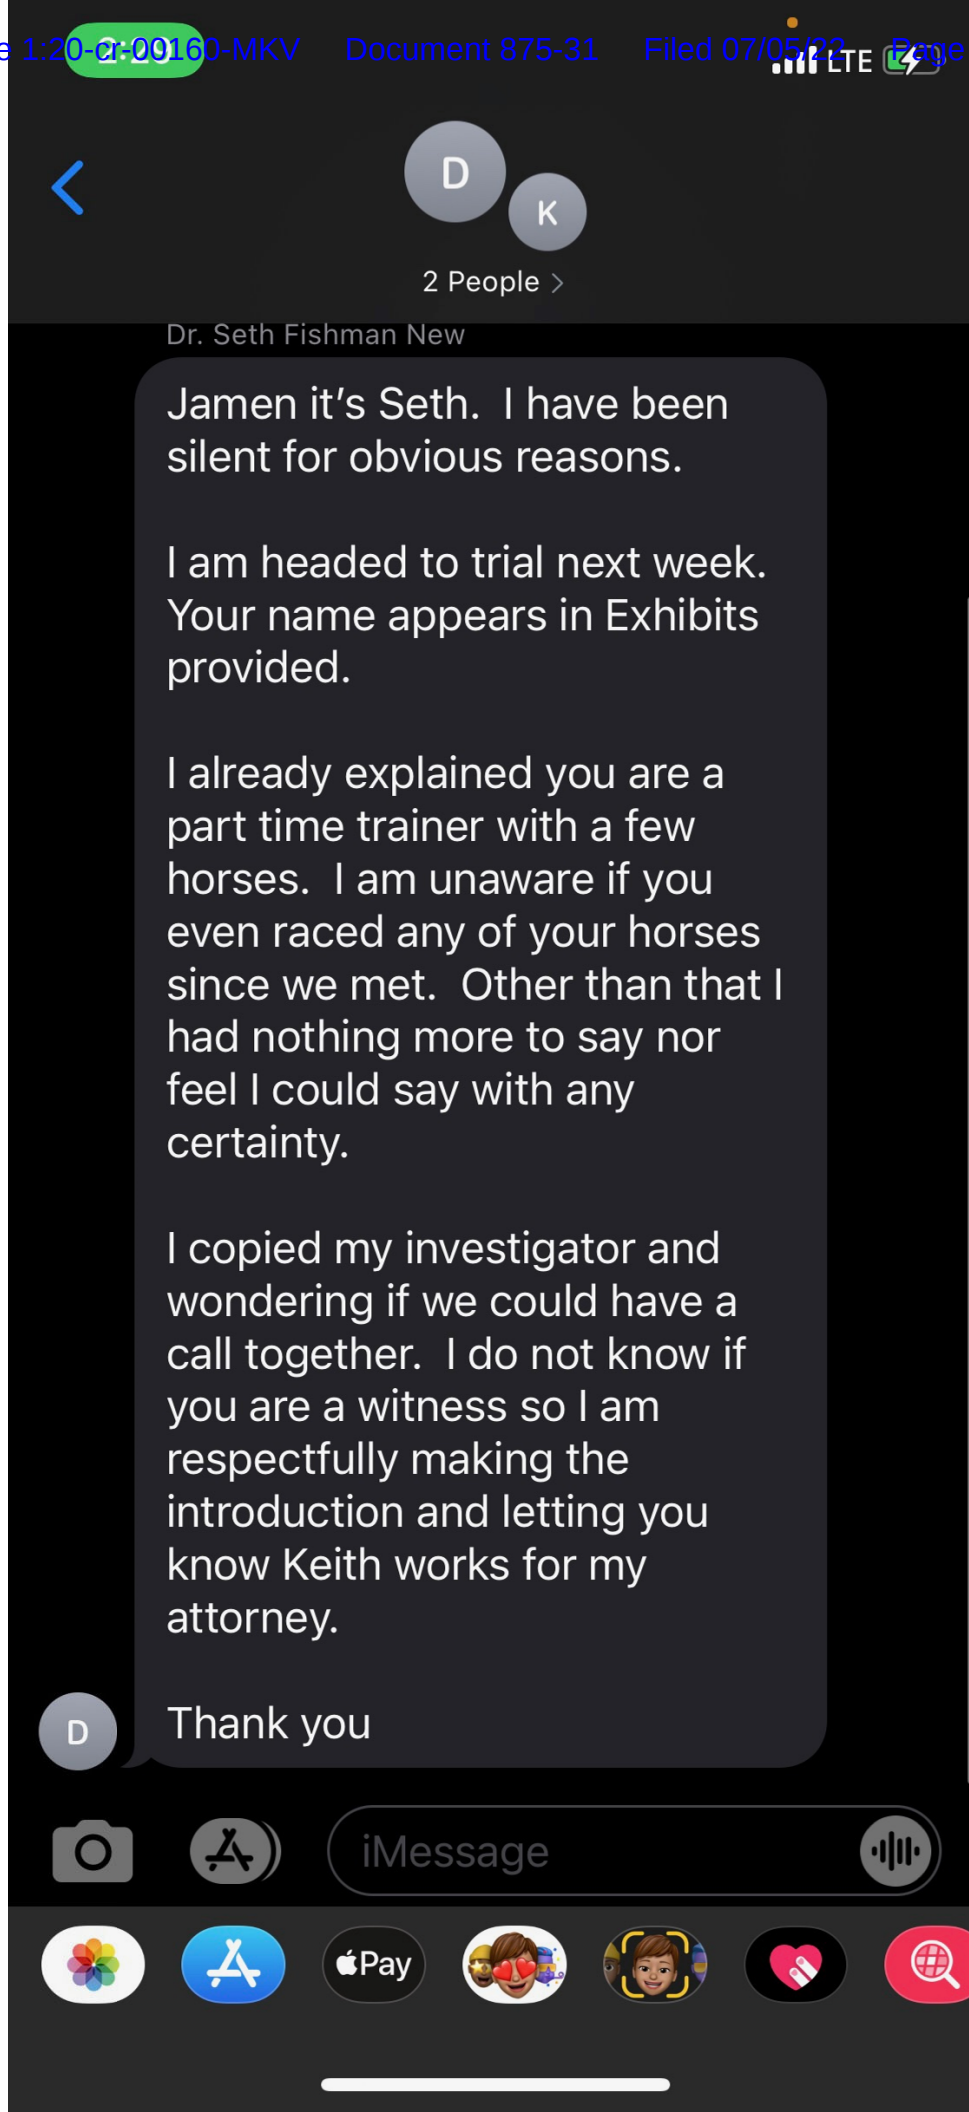 1:20-cr-00160-MKV Document 875-31 Filed 07/05/22 Page
2:29
LTE
D
K
2 People
Dr. Seth Fishman New
Jamen it’s Seth.  I have been
silent for obvious reasons.
I am headed to trial next week.
Your name appears in Exhibits
provided.
I already explained you are a
part time trainer with a few
horses.  I am unaware if you
even raced any of your horses
since we met.  Other than that I
had nothing more to say nor
feel I could say with any
certainty.
I copied my investigator and
wondering if we could have a
call together.  I do not know if
you are a witness so I am
respectfully making the
introduction and letting you
know Keith works for my
attorney.
Thank you
D
iMessage
Pay